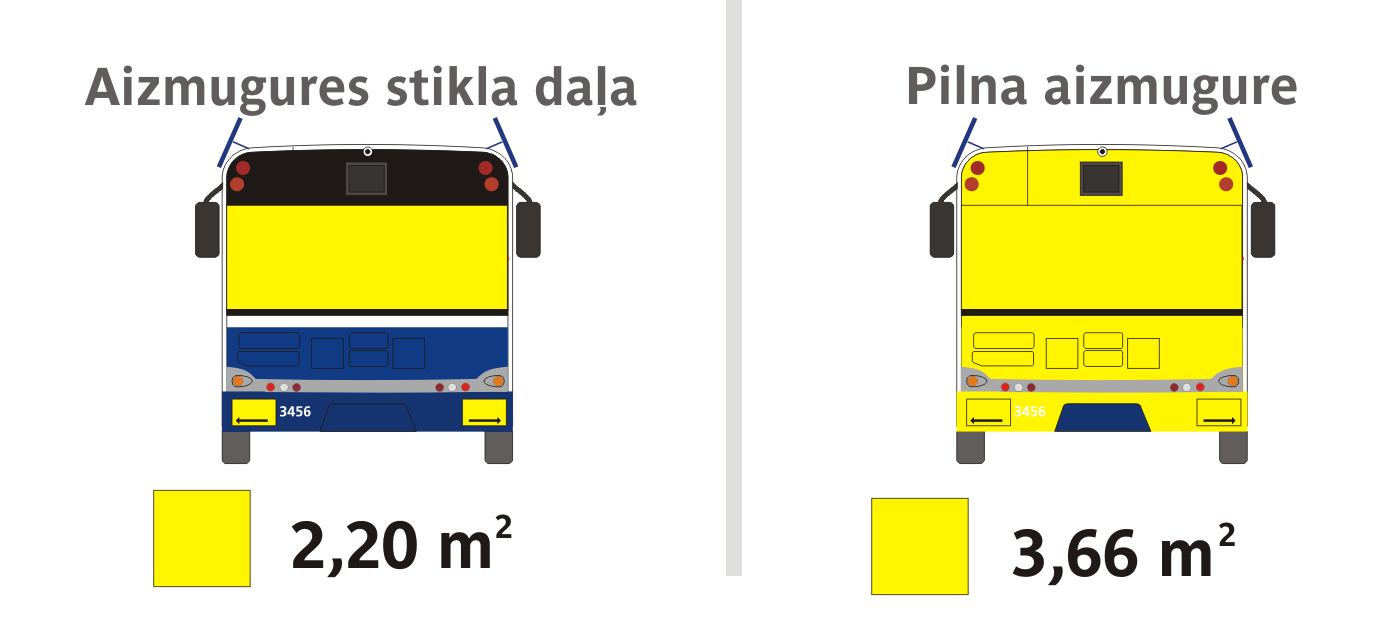 Aizmugures stikla daļa
3456
2,20 m²
Pilna aizmugure
3456
3,66 m²